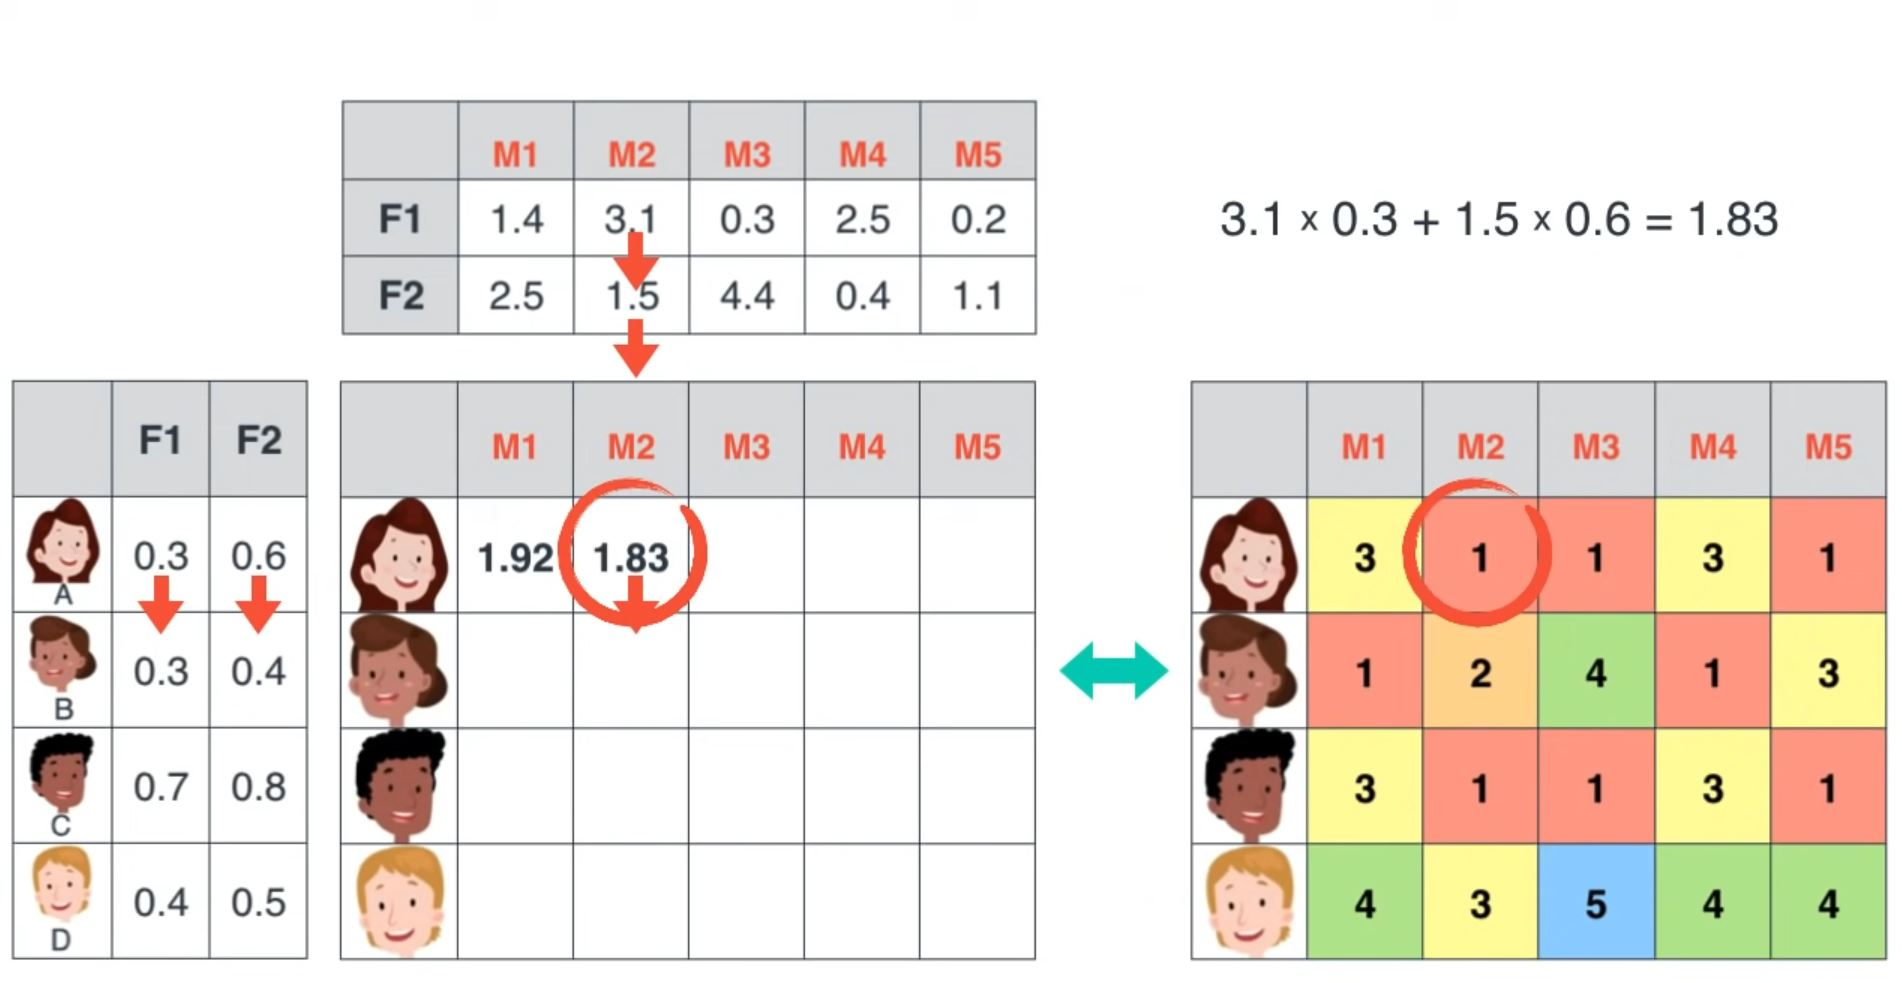 M1 M2 M3 M4 M5
F1 1.4 3.1 0.3 2.5 0.2
F2 2.5 1.5 4.4 0.4 1.1
3.1 × 0.3 + 1.5 × 0.6 = 1.83
F1 F2
0.3 0.6
A
0.3 0.4
B
0.7 0.8
C
0.4 0.5
D
M1 M2 M3 M4 M5
1.92 1.83
M1 M2 M3 M4 M5
3 1 1 3 1
1 2 4 1 3
3 1 1 3 1
4 3 5 4 4